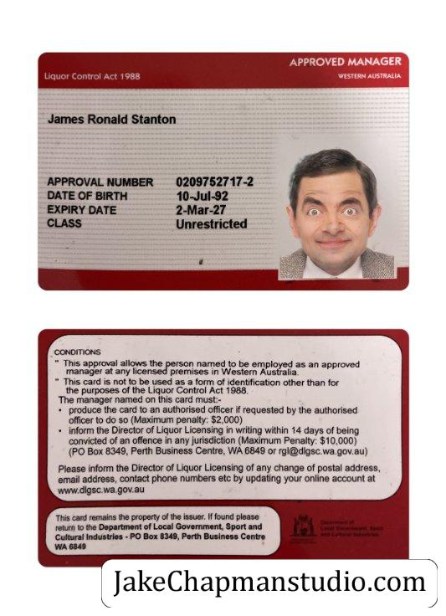 APPROVED MANAGER
Liquor Control Act 1988
WESTERN AUSTRALIA
James Ronald Stanton
APPROVAL NUMBER 0209752717-2
DATE OF BIRTH 10-Jul-92
EXPIRY DATE 2-Mar-27
CLASS Unrestricted
CONDITIONS
" This approval allows the person named to be employed as an approved
manager at any licensed premises in Western Australia.
" This card is not to be used as a form of identification other than for
the purposes of the Liquor Control Act 1988.
The manager named on this card must:-
• produce the card to an authorised officer if requested by the authorised
officer to do so (Maximum penalty: $2,000)
• inform the Director of Liquor Licensing in writing within 14 days of being
convicted of an offence in any jurisdiction (Maximum Penalty: $10,000)
(PO Box 8349, Perth Business Centre, WA 6849 or rgl@dlgsc.wa.gov.au)
Please inform the Director of Liquor Licensing of any change of postal address,
email address, contact phone numbers etc by updating your online account at
www.dlgsc.wa.gov.au
This card remains the property of the issuer. If found please
return to the Department of Local Government, Sport and
Cultural Industries - PO Box 8349, Perth Business Centre
WA 6849
Department of
Local Government, Sport
and Cultural Industries
JakeChapmanstudio.com